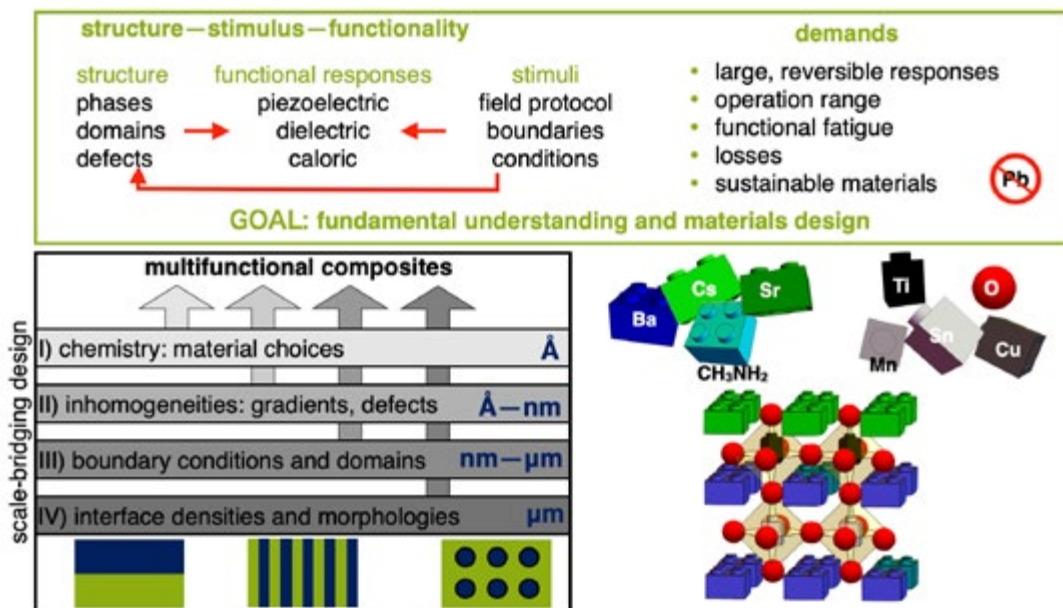 structure—stimulus—functionality
structure functional responses stimuli
phases piezoelectric field protocol
domains dielectric boundaries
defects caloric conditions
demands
• large, reversible responses
• operation range
• functional fatigue
• losses
• sustainable materials
Pb
GOAL: fundamental understanding and materials design
scale-bridging design
multifunctional composites
I) chemistry: material choices Å
II) inhomogeneities: gradients, defects Å—nm
III) boundary conditions and domains nm—µm
IV) interface densities and morphologies µm
Ba
Cs
Sr
CH₃NH₂
Ti
O
Mn
Sn
Cu